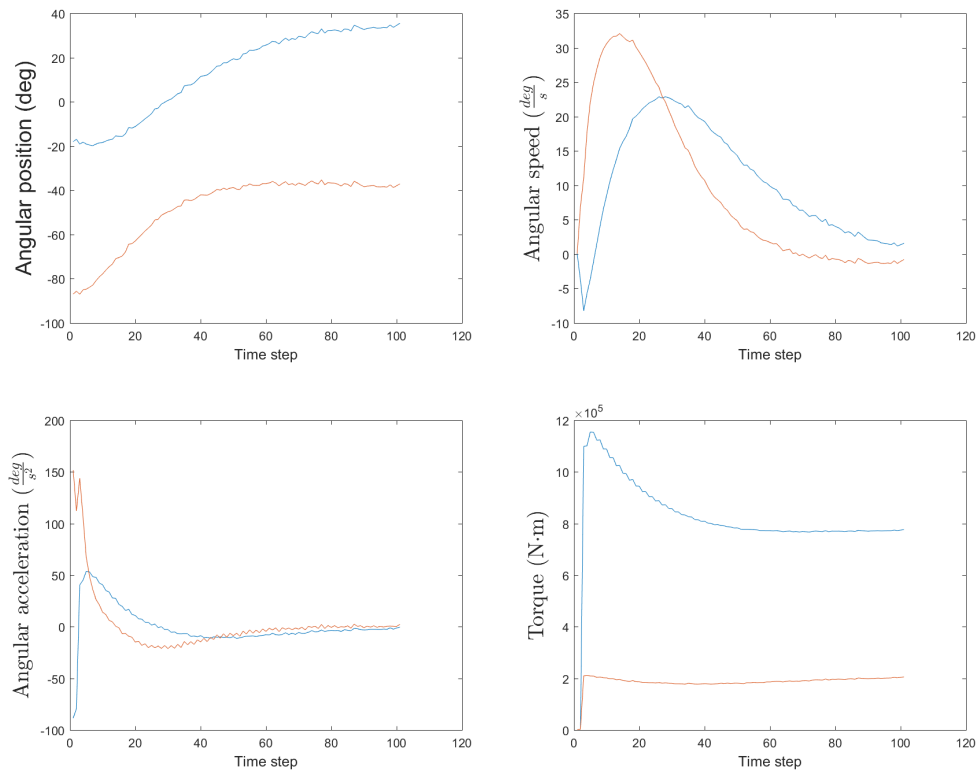 40
20
0
-20
-40
-60
-80
-100
0 20 40 60 80 100 120
Time step
Angular position (deg)
35
30
25
20
15
10
5
0
-5
-10
0 20 40 60 80 100 120
Time step
Angular speed (deg/s)
200
150
100
50
0
-50
-100
0 20 40 60 80 100 120
Time step
Angular acceleration (deg/s²)
×10⁵
12
10
8
6
4
2
0
0 20 40 60 80 100 120
Time step
Torque (N·m)